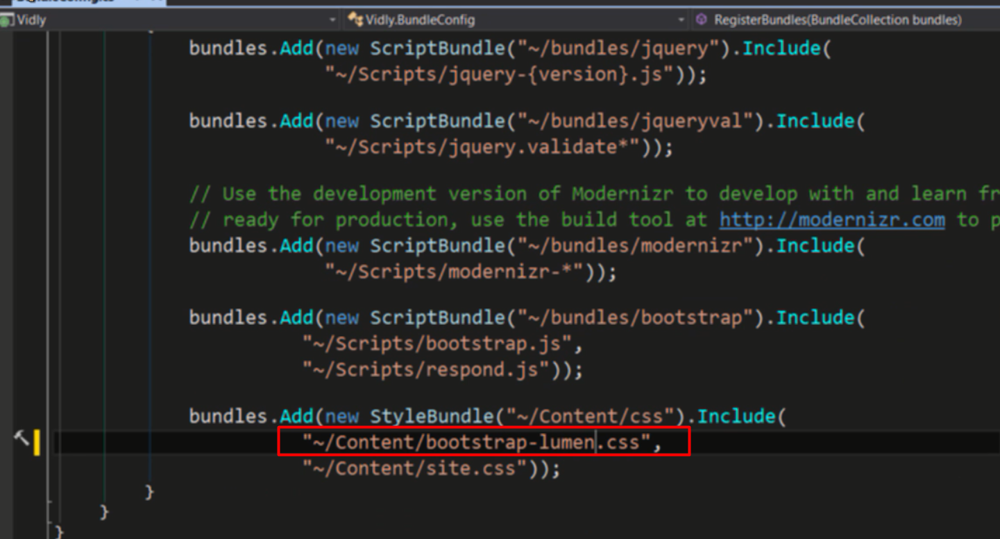 Vidly
Vidly.BundleConfig
RegisterBundles(BundleCollection bundles)
bundles.Add(new ScriptBundle("~/bundles/jquery").Include(
"~/Scripts/jquery-{version}.js"));
bundles.Add(new ScriptBundle("~/bundles/jqueryval").Include(
"~/Scripts/jquery.validate*"));
// Use the development version of Modernizr to develop with and learn fr
// ready for production, use the build tool at http://modernizr.com to p
bundles.Add(new ScriptBundle("~/bundles/modernizr").Include(
"~/Scripts/modernizr-*"));
bundles.Add(new ScriptBundle("~/bundles/bootstrap").Include(
"~/Scripts/bootstrap.js",
"~/Scripts/respond.js"));
bundles.Add(new StyleBundle("~/Content/css").Include(
"~/Content/bootstrap-lumen.css",
"~/Content/site.css"));
}
}
}